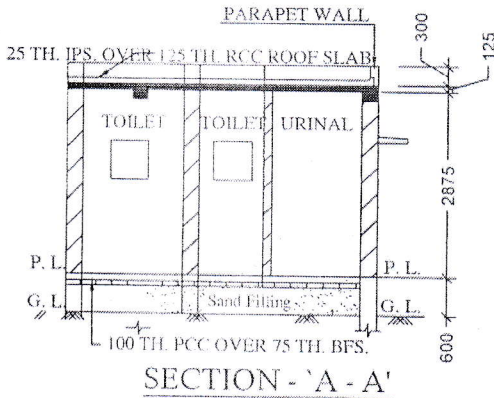 PARAPET WALL
25 TH. IPS. OVER 125 TH. RCC ROOF SLAB
300
125
TOILET TOILET URINAL
2875
P. L. P. L.
G. L. Sand Filling G. L.
600
100 TH. PCC OVER 75 TH. BFS.
SECTION - 'A - A'